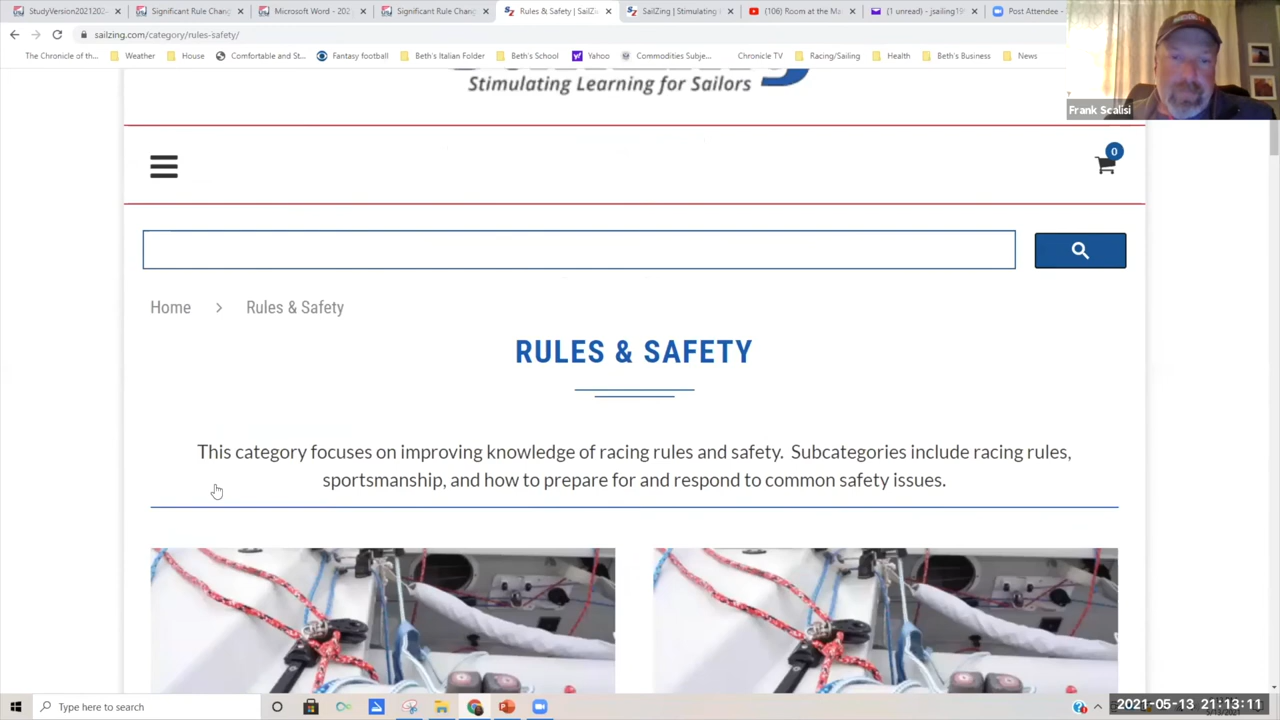 StudyVersion2021202
Significant Rule Chang
Microsoft Word - 202
Significant Rule Chang
Rules & Safety | SailZi
SailZing | Stimulating
(106) Room at the Ma
(1 unread) - jsailing19
Post Attendee
sailzing.com/category/rules-safety/
The Chronicle of th...
Weather
House
Comfortable and St...
Fantasy football
Beth's Italian Folder
Beth's School
Yahoo
Commodities Subje...
Chronicle TV
Racing/Sailing
Health
Beth's Business
News
Frank Scalisi
Stimulating Learning for Sailors
0
Home > Rules & Safety
RULES & SAFETY
This category focuses on improving knowledge of racing rules and safety. Subcategories include racing rules,
sportsmanship, and how to prepare for and respond to common safety issues.
Type here to search
2021-05-13 21:13:11